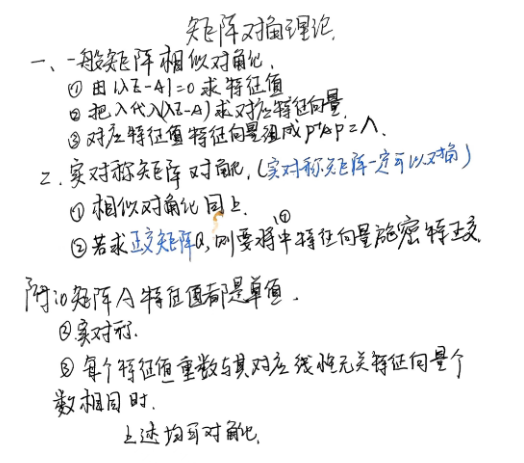 矩阵对角理论.
一、一般矩阵相似对角化.
① 由|λE-A|=0求特征值
② 把λ代入(λE-A)求对应特征向量.
③ 对应特征值特征向量组成P⁻¹AP=Λ.
2. 实对称矩阵对角化.(实对称矩阵一定可以对角)
① 相似对角化同上.
② 若求正交矩阵Q,则要将①中特征向量施密特正交.
附:①矩阵A特征值都是单值.
② 实对称.
③ 每个特征值重数与其对应线性无关特征向量个
数相同时.
上述均可对角化.